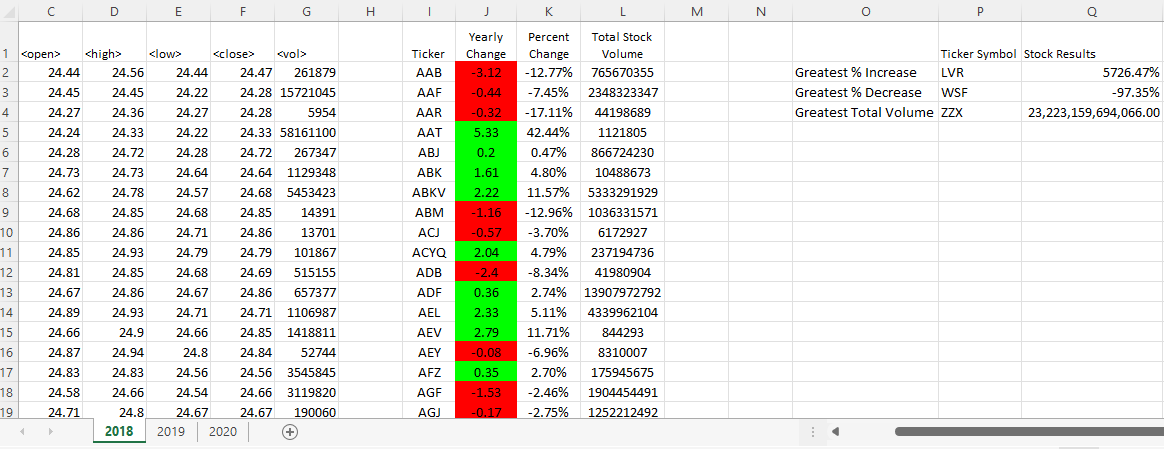 C D E F G H I J K L M N O P Q
1 <open> <high> <low> <close> <vol> Ticker Yearly Change Percent Change Total Stock Volume Ticker Symbol Stock Results
2 24.44 24.56 24.44 24.47 261879 AAB -3.12 -12.77% 765670355 Greatest % Increase LVR 5726.47%
3 24.45 24.45 24.22 24.28 15721045 AAF -0.44 -7.45% 2348323347 Greatest % Decrease WSF -97.35%
4 24.27 24.36 24.27 24.28 5954 AAR -0.32 -17.11% 44198689 Greatest Total Volume ZZX 23,223,159,694,066.00
5 24.24 24.33 24.22 24.33 58161100 AAT 5.33 42.44% 1121805
6 24.28 24.72 24.28 24.72 267347 ABJ 0.2 0.47% 866724230
7 24.73 24.73 24.64 24.64 1129348 ABK 1.61 4.80% 10488673
8 24.62 24.78 24.57 24.68 5453423 ABKV 2.22 11.57% 5333291929
9 24.68 24.85 24.68 24.85 14391 ABM -1.16 -12.96% 1036331571
10 24.86 24.86 24.71 24.86 13701 ACJ -0.57 -3.70% 6172927
11 24.85 24.93 24.79 24.79 101867 ACYQ 2.04 4.79% 237194736
12 24.81 24.85 24.68 24.69 515155 ADB -2.4 -8.34% 41980904
13 24.67 24.86 24.67 24.86 657377 ADF 0.36 2.74% 13907972792
14 24.89 24.93 24.71 24.71 1106987 AEL 2.33 5.11% 4339962104
15 24.66 24.9 24.66 24.85 1418811 AEV 2.79 11.71% 844293
16 24.87 24.94 24.8 24.84 52744 AEY -0.08 -6.96% 8310007
17 24.83 24.83 24.56 24.56 3545845 AFZ 0.35 2.70% 175945675
18 24.58 24.66 24.54 24.66 3119820 AGF -1.53 -2.46% 1904454491
19 24.71 24.8 24.67 24.67 190060 AGJ -0.17 -2.75% 1252212492
2018 2019 2020